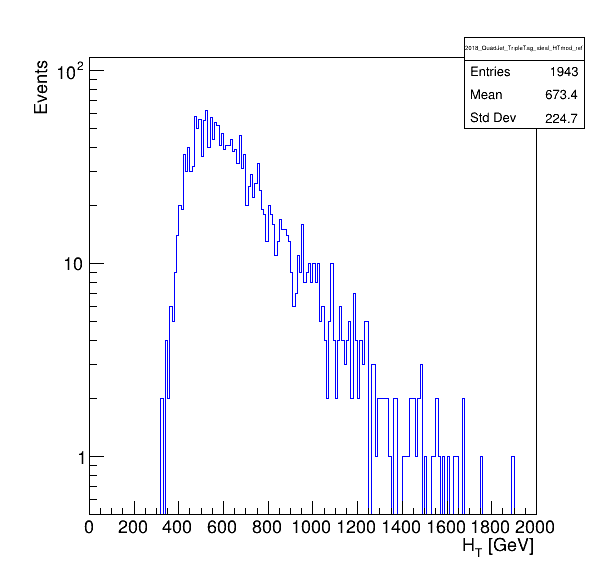 2018_QuadJet_TripleTag_ideal_HTmod_ref
Entries 1943
Mean 673.4
Std Dev 224.7
Events
10²
10
1
0 200 400 600 800 1000 1200 1400 1600 1800 2000
H_T [GeV]